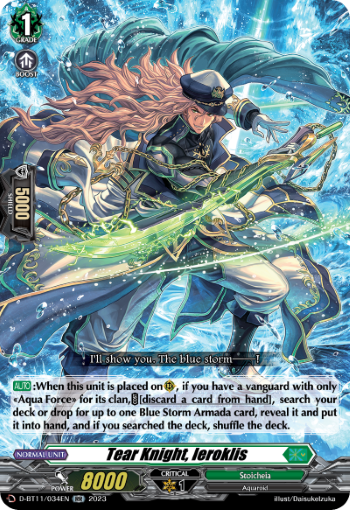 1
GRADE
BOOST
5000
SHIELD
I'll show you. The blue storm——!
AUTO:When this unit is placed on R, if you have a vanguard with only
«Aqua Force» for its clan, [discard a card from hand], search your
deck or drop for up to one Blue Storm Armada card, reveal it and put
it into hand, and if you searched the deck, shuffle the deck.
NORMAL UNIT
Tear Knight, Ieroklis
POWER 8000
CRITICAL
1
Stoicheia
Aquaroid
D-BT11/034EN RR 2023
illust/DaisukeIzuka